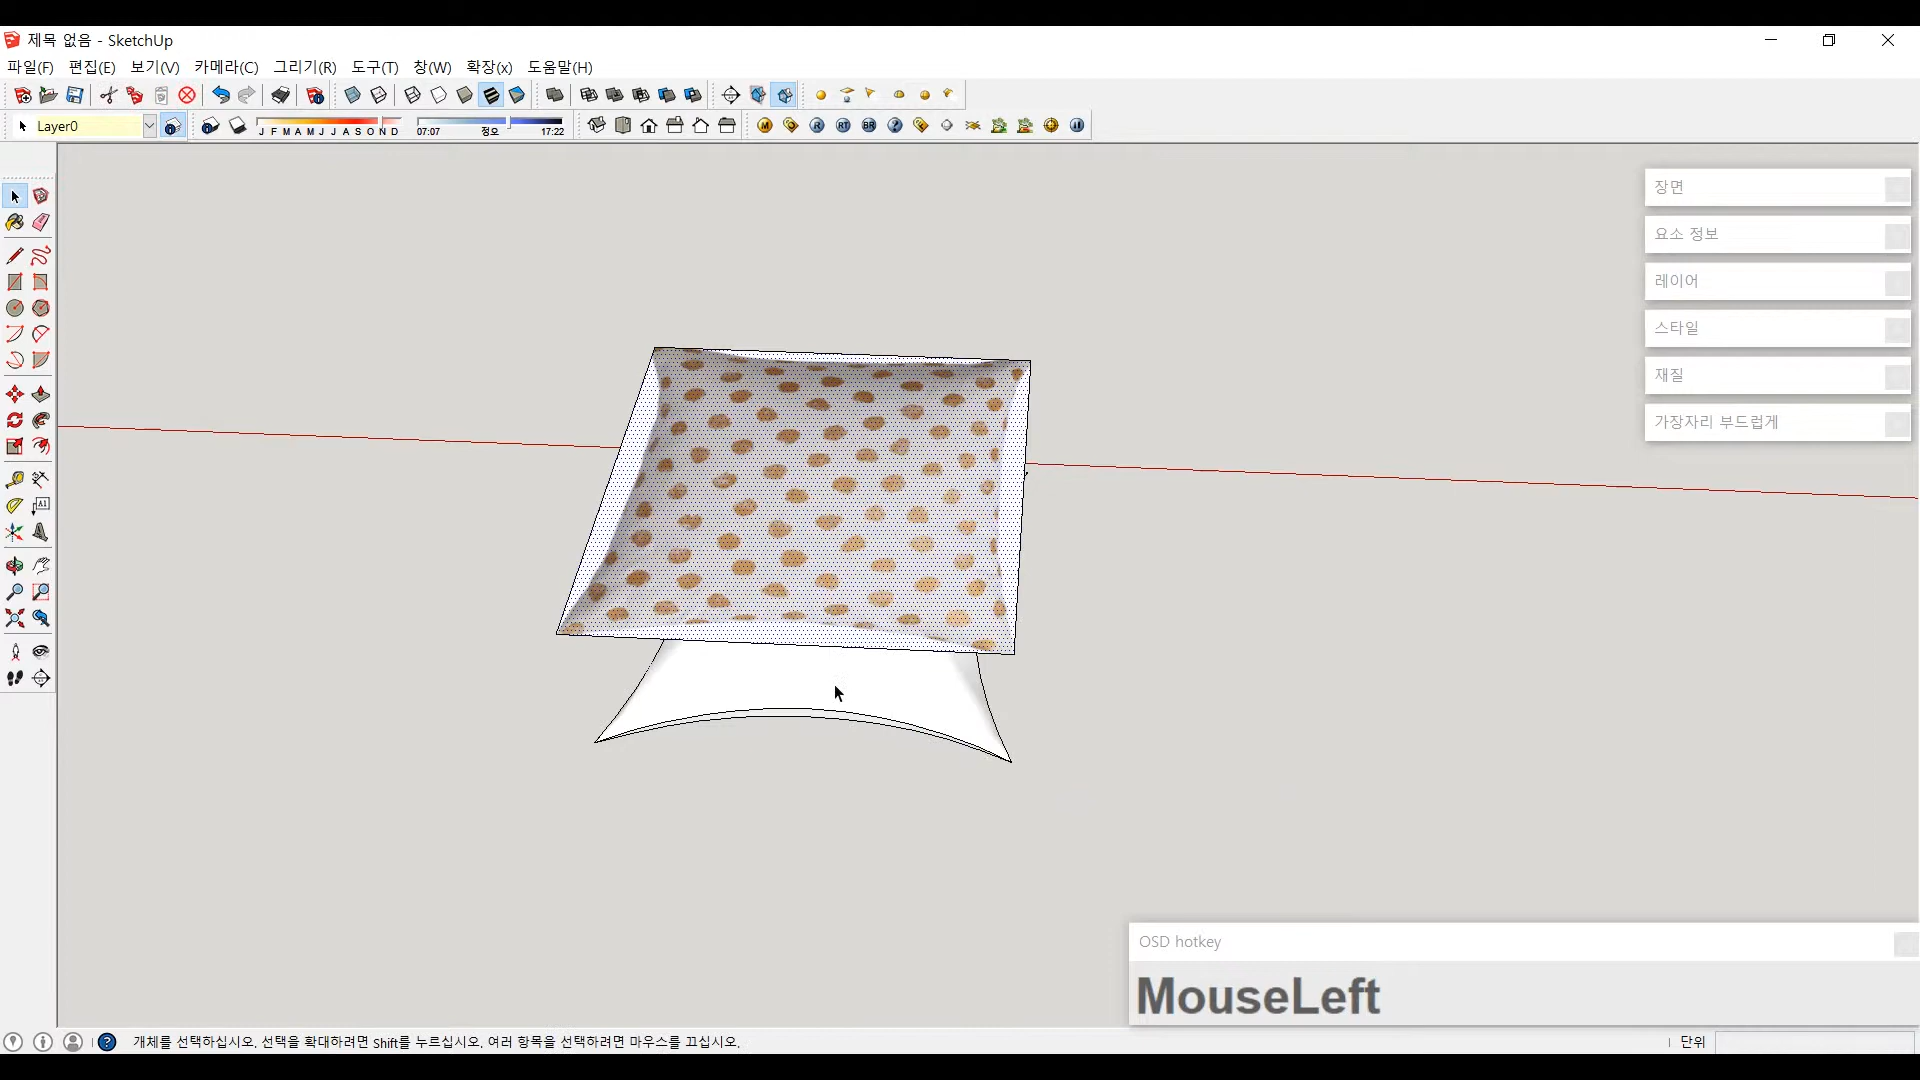 제목 없음 - SketchUp
파일(F) 편집(E) 보기(V) 카메라(C) 그리기(R) 도구(T) 창(W) 확장(x) 도움말(H)
Layer0
J F M A M J J A S O N D
07:07 정오 17:22
장면
요소 정보
레이어
스타일
재질
가장자리 부드럽게
OSD hotkey
MouseLeft
개체를 선택하십시오. 선택을 확대하려면 Shift를 누르십시오. 여러 항목을 선택하려면 마우스를 끄십시오.
단위